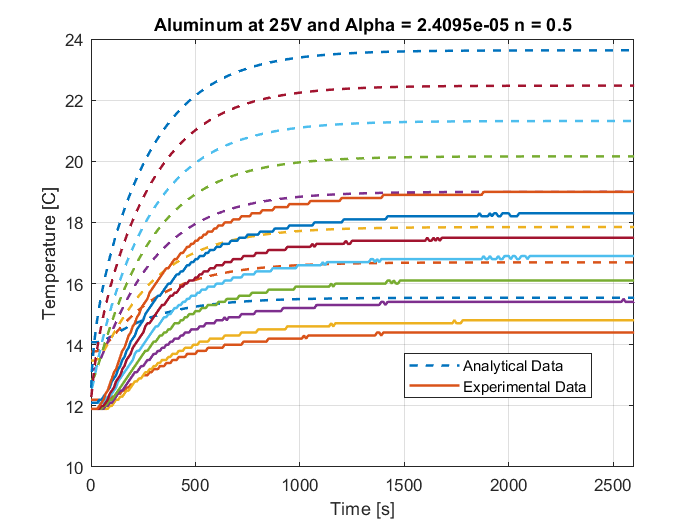 Aluminum at 25V and Alpha = 2.4095e-05 n = 0.5
Temperature [C]
24
22
20
18
16
14
12
10
Analytical Data
Experimental Data
0
500
1000
1500
2000
2500
Time [s]